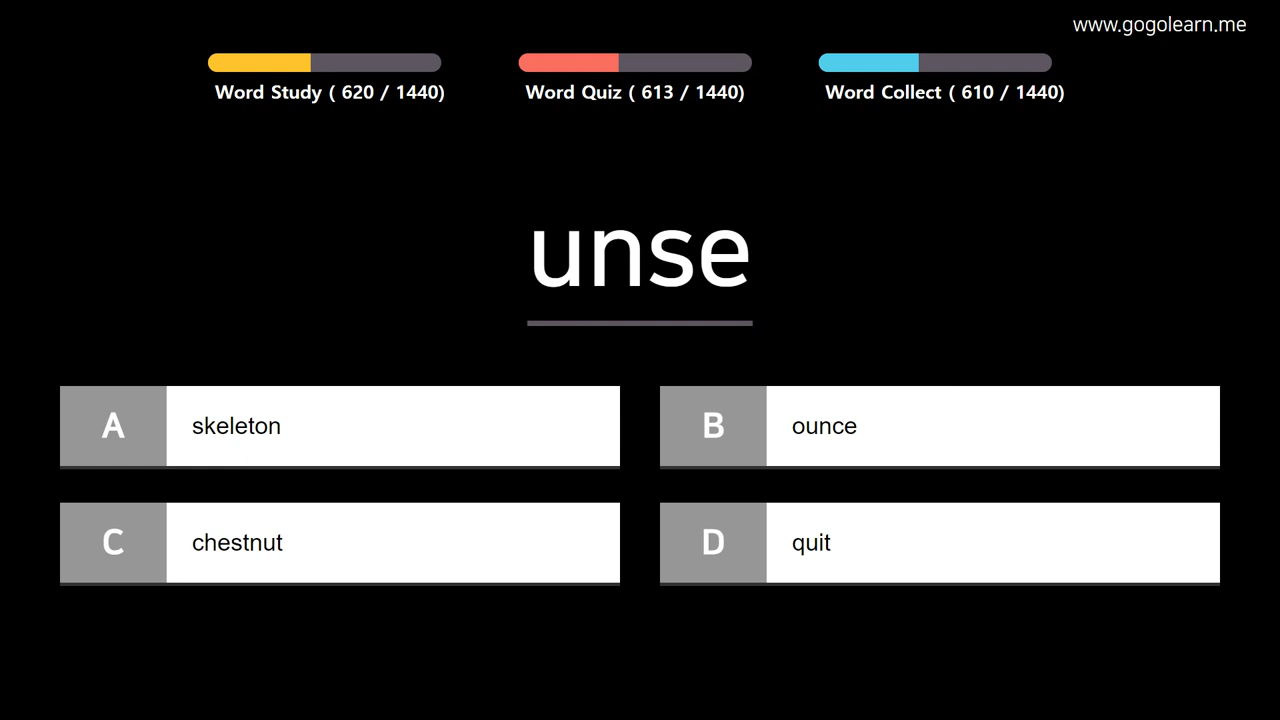 www.gogolearn.me
Word Study ( 620 / 1440)
Word Quiz ( 613 / 1440)
Word Collect ( 610 / 1440)
unse
A skeleton
B ounce
C chestnut
D quit